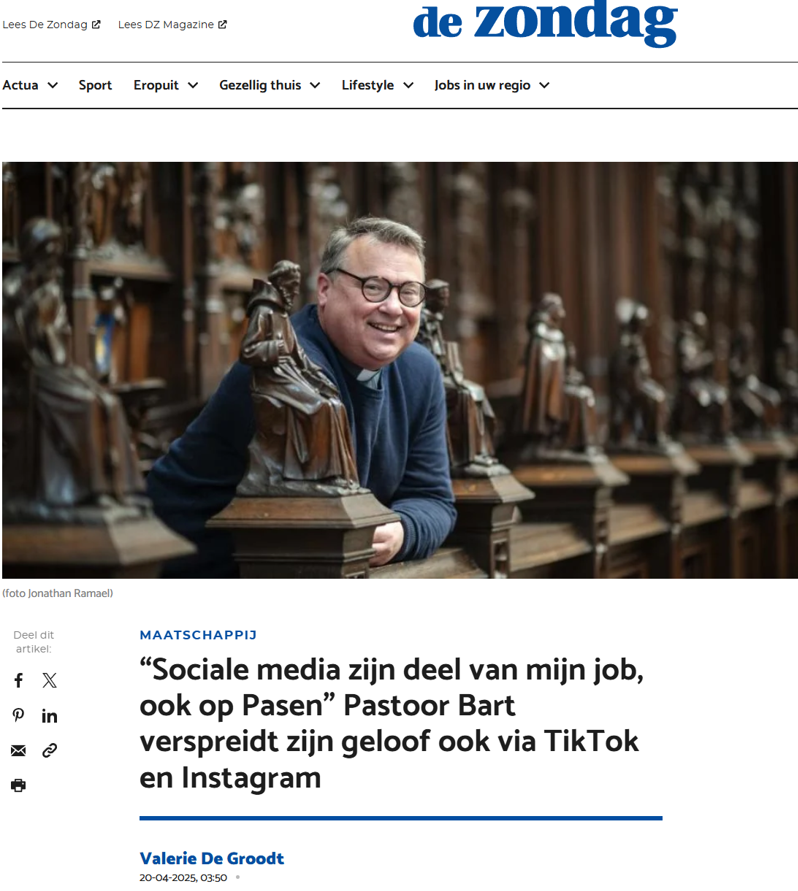 Lees De Zondag
Lees DZ Magazine
de zondag
Actua
Sport
Eropuit
Gezellig thuis
Lifestyle
Jobs in uw regio
(foto Jonathan Ramael)
Deel dit
artikel:
MAATSCHAPPIJ
“Sociale media zijn deel van mijn job,
ook op Pasen” Pastoor Bart
verspreidt zijn geloof ook via TikTok
en Instagram
Valerie De Groodt
20-04-2025, 03:50